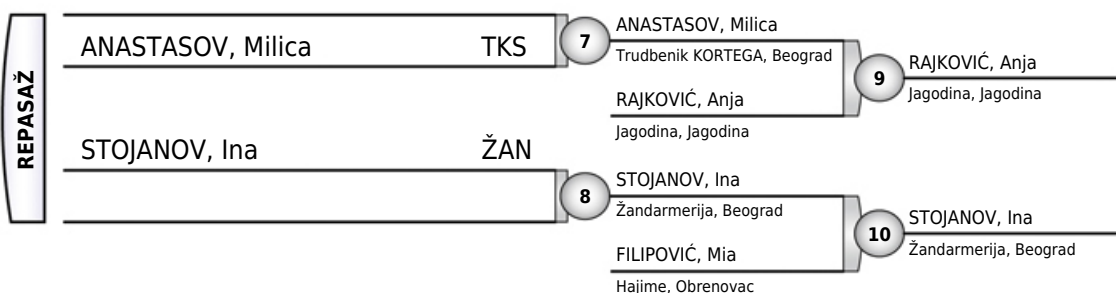 REPASAŽ
ANASTASOV, Milica TKS
STOJANOV, Ina ŽAN
7
ANASTASOV, Milica
Trudbenik KORTEGA, Beograd
RAJKOVIĆ, Anja
Jagodina, Jagodina
8
STOJANOV, Ina
Žandarmerija, Beograd
FILIPOVIĆ, Mia
Hajime, Obrenovac
9
RAJKOVIĆ, Anja
Jagodina, Jagodina
10
STOJANOV, Ina
Žandarmerija, Beograd